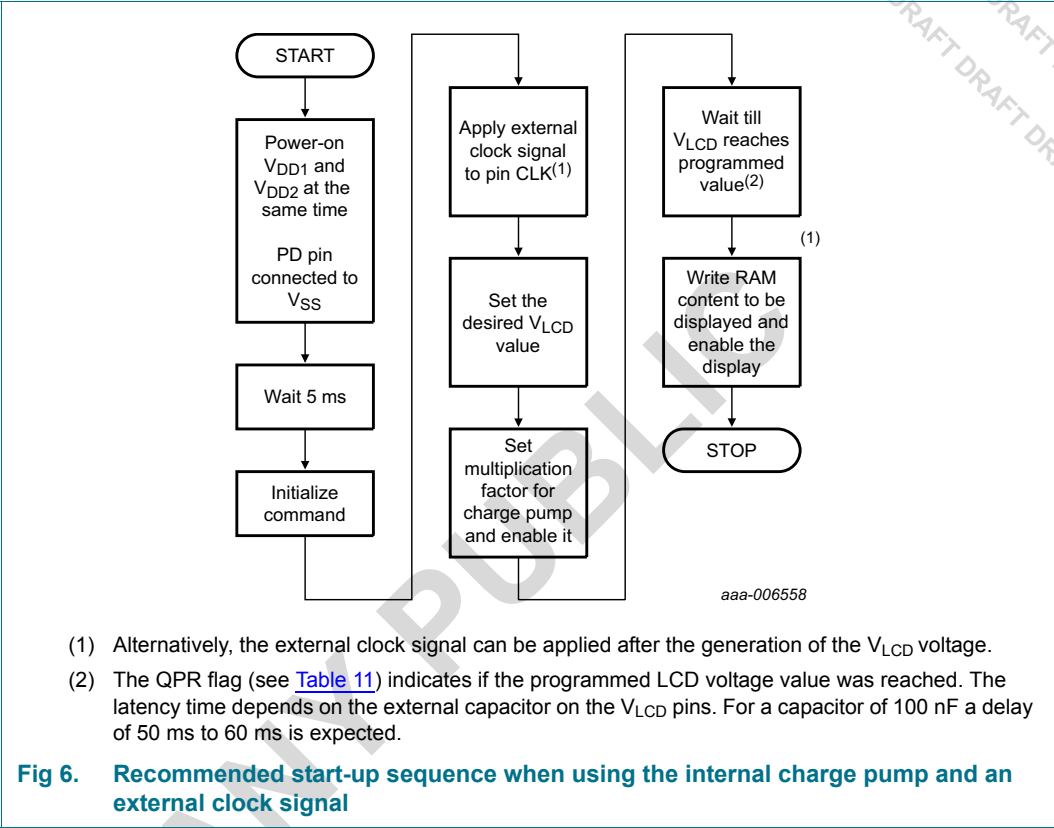 START
Power-on
VDD1 and
VDD2 at the
same time
PD pin
connected to
VSS
Wait 5 ms
Initialize
command
Apply external
clock signal
to pin CLK(1)
Set the
desired VLCD
value
Set
multiplication
factor for
charge pump
and enable it
Wait till
VLCD reaches
programmed
value(2)
(1)
Write RAM
content to be
displayed and
enable the
display
STOP
aaa-006558
(1) Alternatively, the external clock signal can be applied after the generation of the VLCD voltage.
(2) The QPR flag (see Table 11) indicates if the programmed LCD voltage value was reached. The
latency time depends on the external capacitor on the VLCD pins. For a capacitor of 100 nF a delay
of 50 ms to 60 ms is expected.
Fig 6. Recommended start-up sequence when using the internal charge pump and an
external clock signal
DRAFT DRAFT
NY PUBLIC